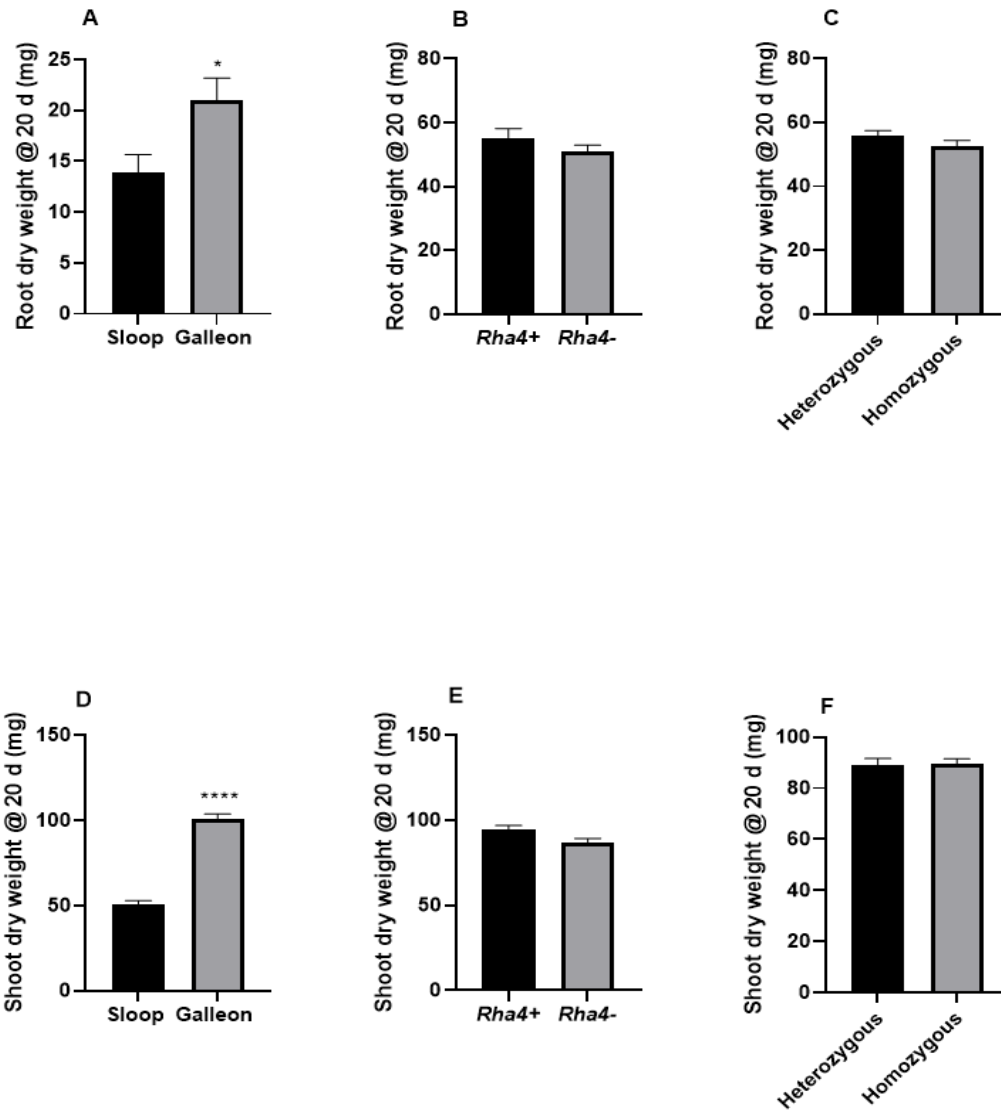 A
Root dry weight @ 20 d (mg)
25
20
15
10
5
0
*
Sloop Galleon
B
Root dry weight @ 20 d (mg)
80
60
40
20
0
Rha4+ Rha4-
C
Root dry weight @ 20 d (mg)
80
60
40
20
0
Heterozygous
Homozygous
D
Shoot dry weight @ 20 d (mg)
150
100
50
0
****
Sloop Galleon
E
Shoot dry weight @ 20 d (mg)
150
100
50
0
Rha4+ Rha4-
F
Shoot dry weight @ 20 d (mg)
100
80
60
40
20
0
Heterozygous
Homozygous